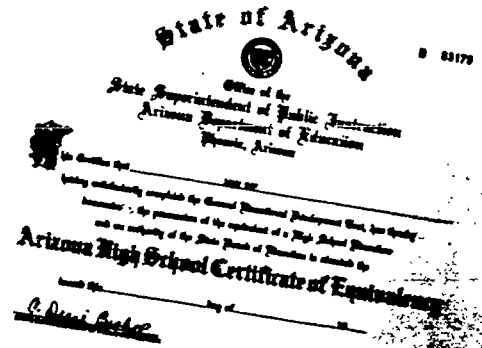 State of Arizona
83179
Office of the
State Superintendent of Public Instruction
Arizona Department of Education
Phoenix, Arizona
This Certifies that
having satisfactorily completed the General Educational Development Test, has thereby
the possession of the equivalent of a High School Education
and on authority of the State Board of Education is awarded the
Arizona High School Certificate of Equivalency
Issued this day of